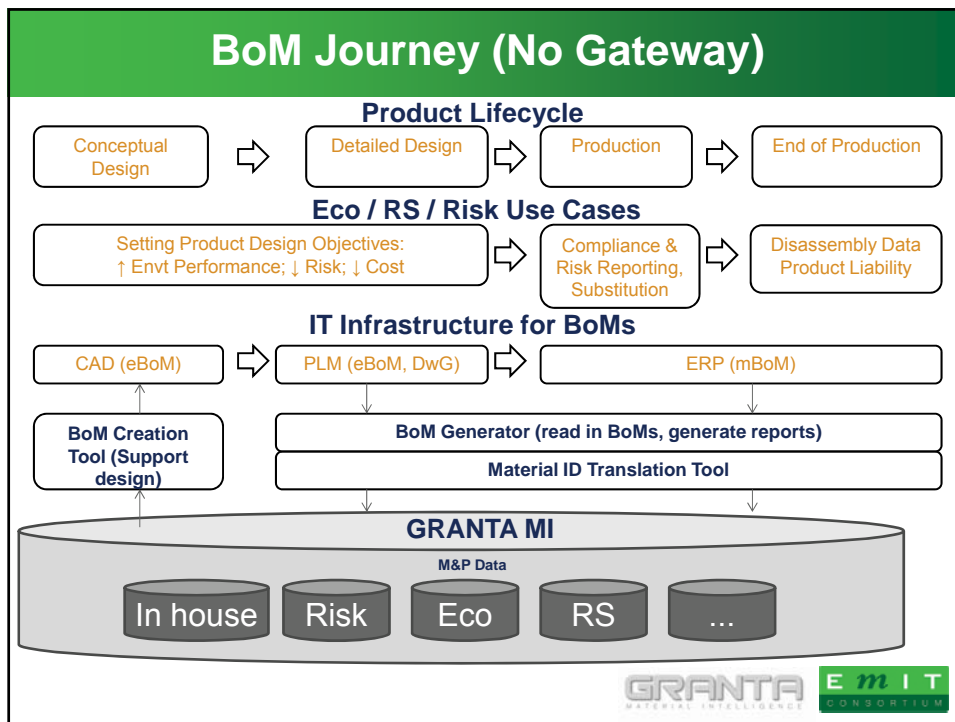 BoM Journey (No Gateway)
Product Lifecycle
Conceptual
Design
Detailed Design
Production
End of Production
Eco / RS / Risk Use Cases
Setting Product Design Objectives:
↑ Envt Performance; ↓ Risk; ↓ Cost
Compliance &
Risk Reporting,
Substitution
Disassembly Data
Product Liability
IT Infrastructure for BoMs
CAD (eBoM)
PLM (eBoM, DwG)
ERP (mBoM)
BoM Creation
Tool (Support
design)
BoM Generator (read in BoMs, generate reports)
Material ID Translation Tool
GRANTA MI
M&P Data
In house
Risk
Eco
RS
...
GRANTA
MATERIAL INTELLIGENCE
E m i T
CONSORTIUM